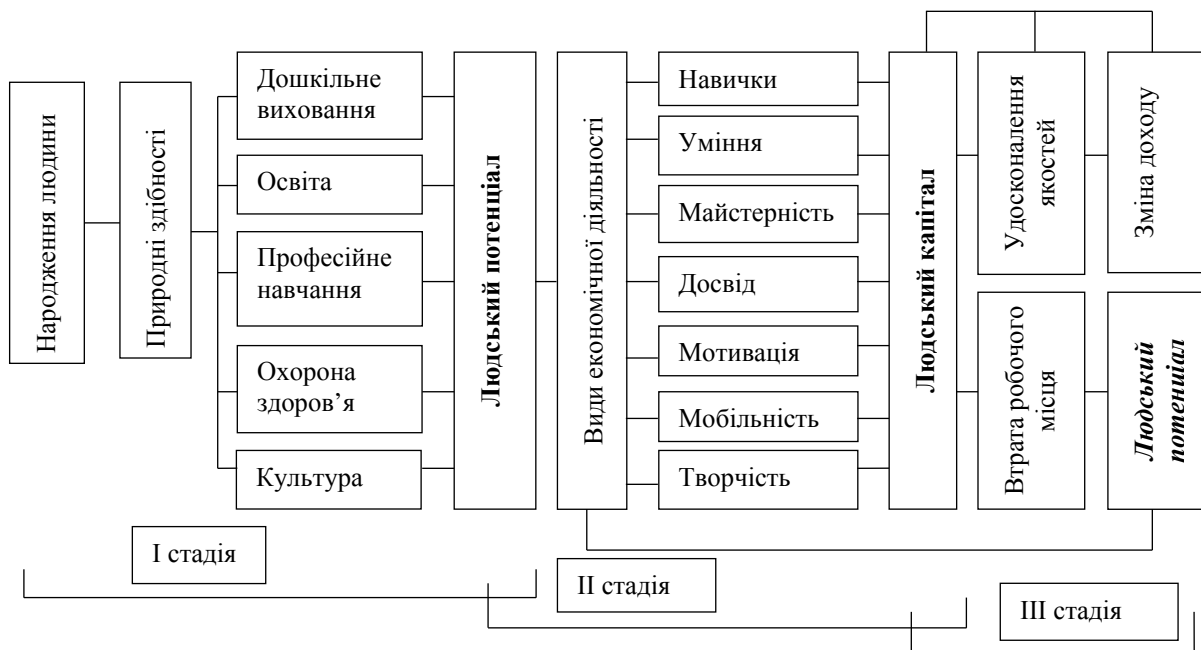 Народження людини
Природні здібності
Дошкільне
виховання
Освіта
Професійне
навчання
Охорона
здоров’я
Культура
Людський потенціал
Види економічної діяльності
Навички
Уміння
Майстерність
Досвід
Мотивація
Мобільність
Творчість
Людський капітал
Удосконалення
якостей
Зміна доходу
Втрата робочого
місця
Людський
потенціал
І стадія
ІІ стадія
ІІІ стадія